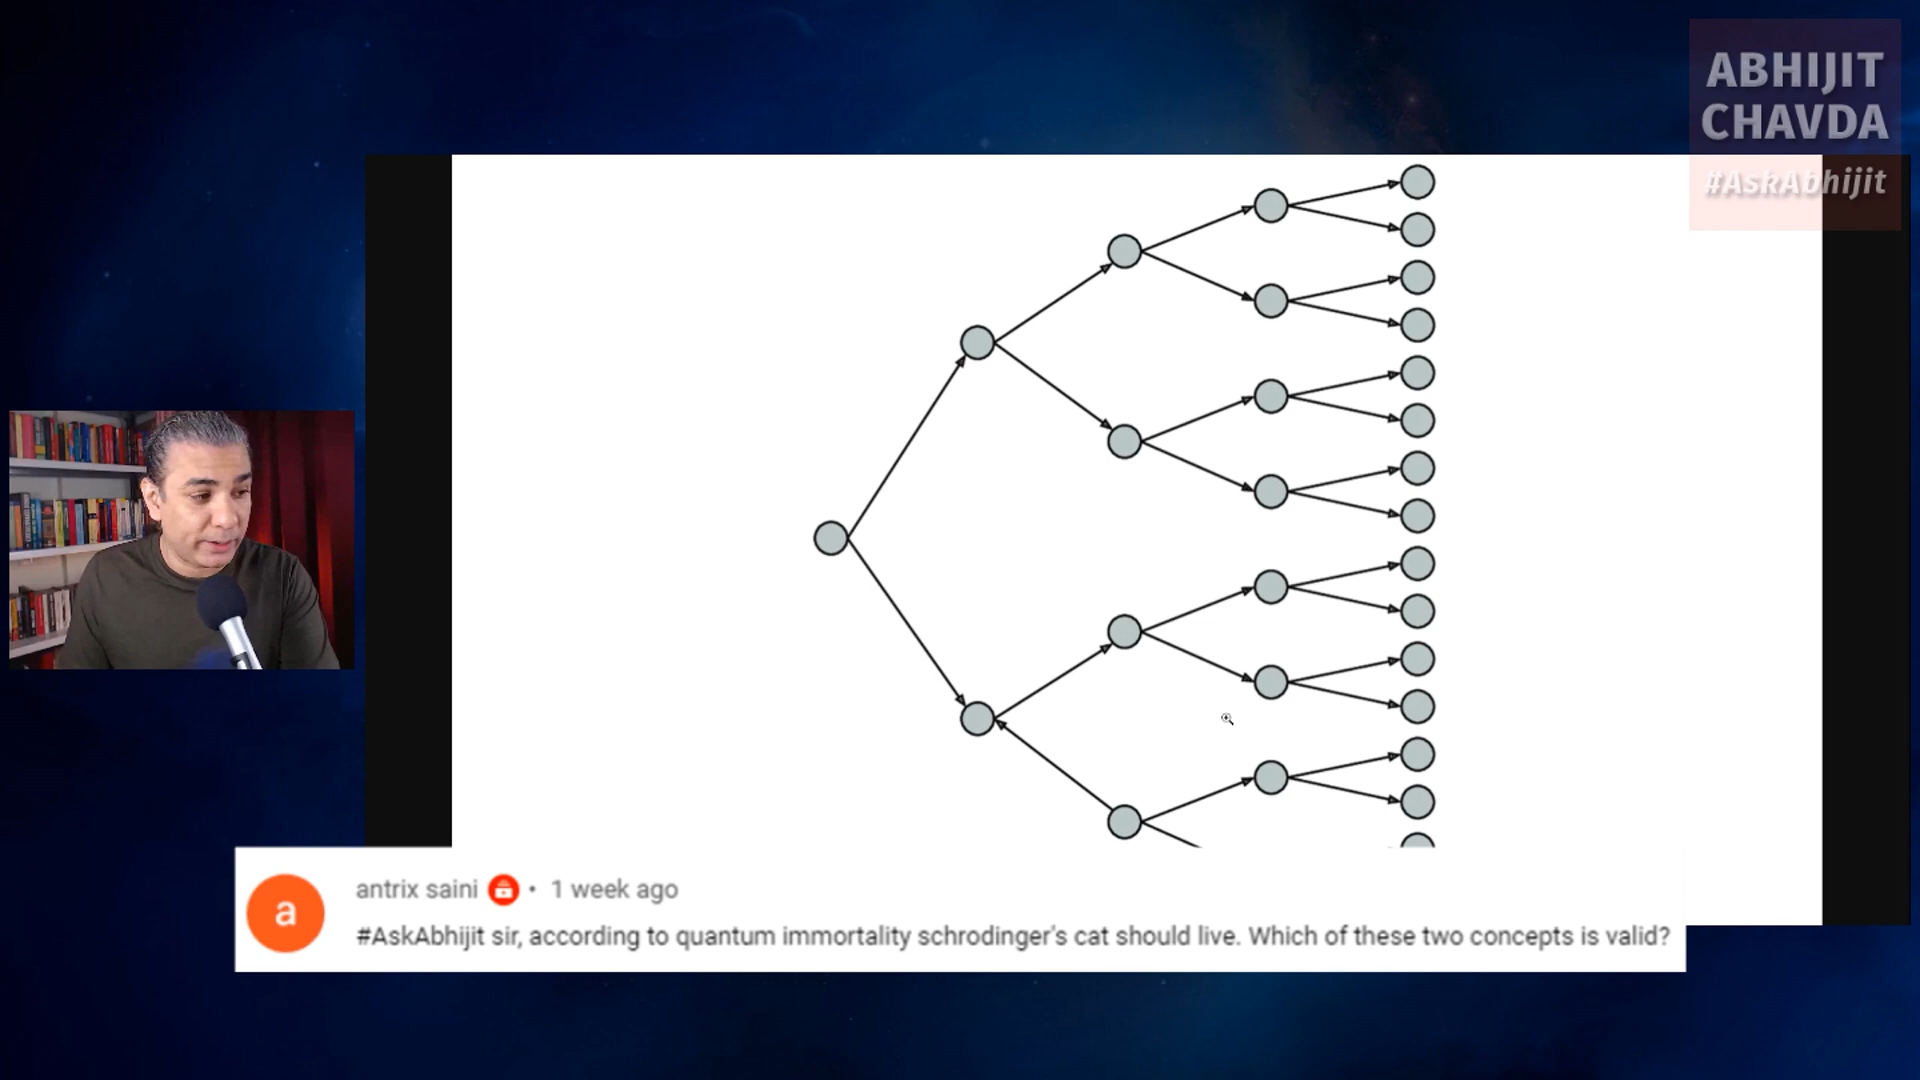 ABHIJIT
CHAVDA
#AskAbhijit
a
antrix saini • 1 week ago
#AskAbhijit sir, according to quantum immortality schrodinger's cat should live. Which of these two concepts is valid?